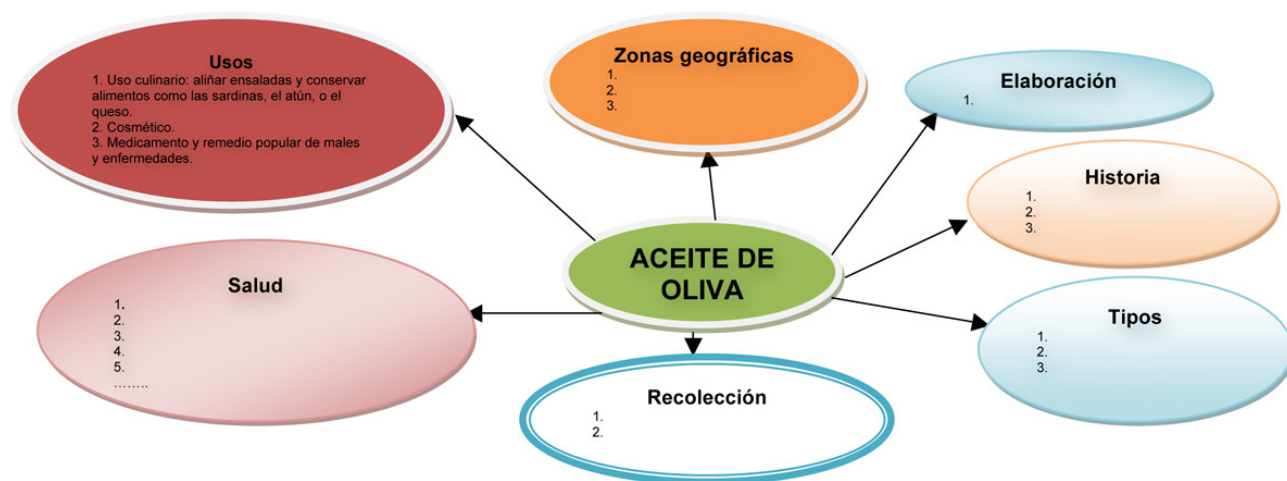 Usos
1. Uso culinario: aliñar ensaladas y conservar
alimentos como las sardinas, el atún, o el
queso.
2. Cosmético.
3. Medicamento y remedio popular de males
y enfermedades.
Zonas geográficas
1.
2.
3.
Elaboración
1.
Historia
1.
2.
3.
ACEITE DE
OLIVA
Salud
1.
2.
3.
4.
5.
……..
Tipos
1.
2.
3.
Recolección
1.
2.